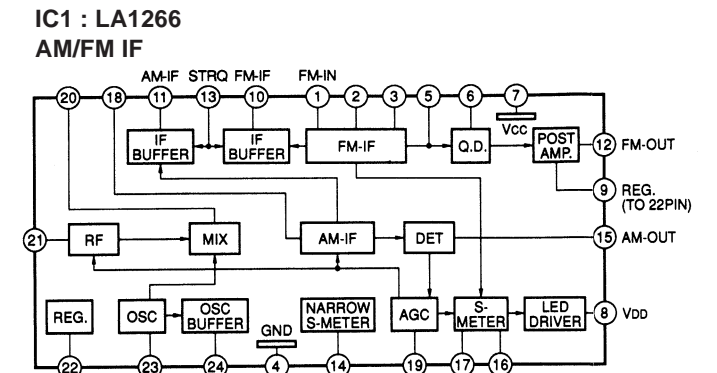 IC1 : LA1266
AM/FM IF
AM-IF STRQ FM-IF FM-IN
20 18 11 13 10 1 2 3 5 6 7
VCC
IF BUFFER
IF BUFFER
FM-IF
Q.D.
POST AMP.
12 FM-OUT
9 REG. (TO 22PIN)
21 RF
MIX
AM-IF
DET
15 AM-OUT
REG.
OSC
OSC BUFFER
GND
NARROW S-METER
AGC
S-METER
LED DRIVER
8 VDD
22 23 24 4 14 19 17 16